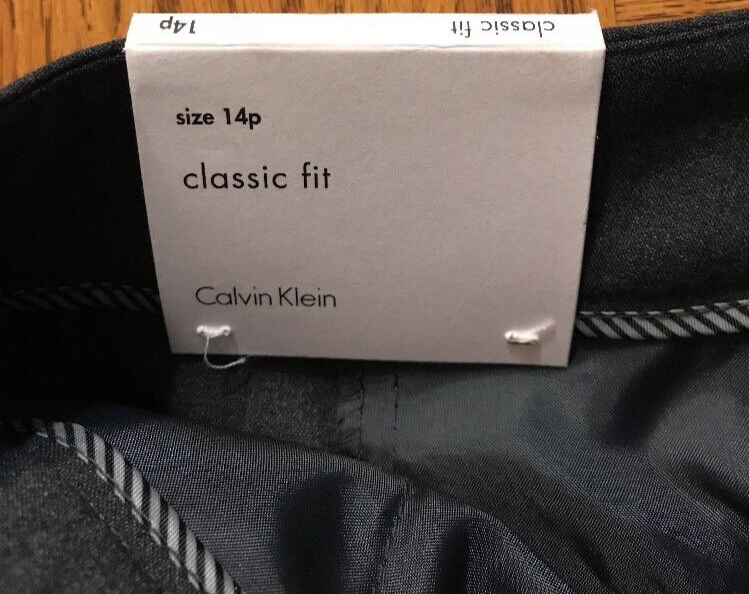 14p classic fit
size 14p
classic fit
Calvin Klein